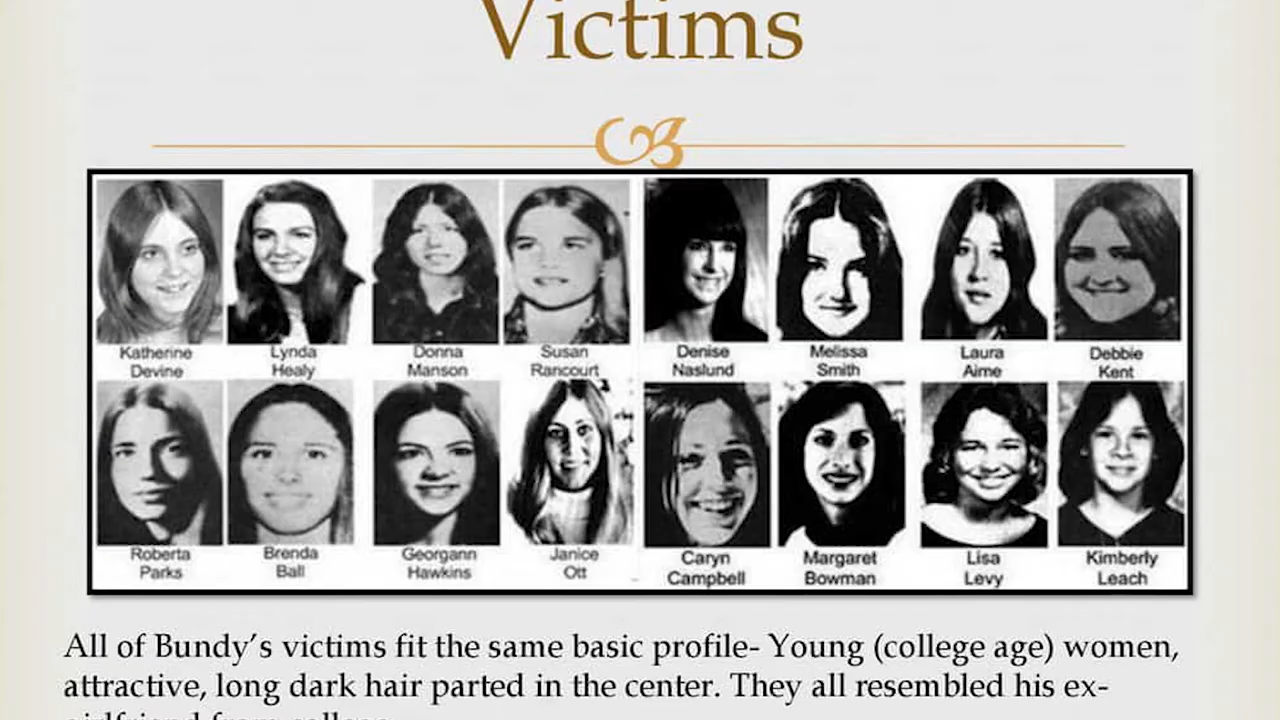 Victims
Katherine Lynda Donna Susan Denise Melissa Laura Debbie
Devine Healy Manson Rancourt Naslund Smith Aime Kent
Roberta Brenda Georgann Janice Caryn Margaret Lisa Kimberly
Parks Ball Hawkins Ott Campbell Bowman Levy Leach
All of Bundy's victims fit the same basic profile- Young (college age) women,
attractive, long dark hair parted in the center. They all resembled his ex-